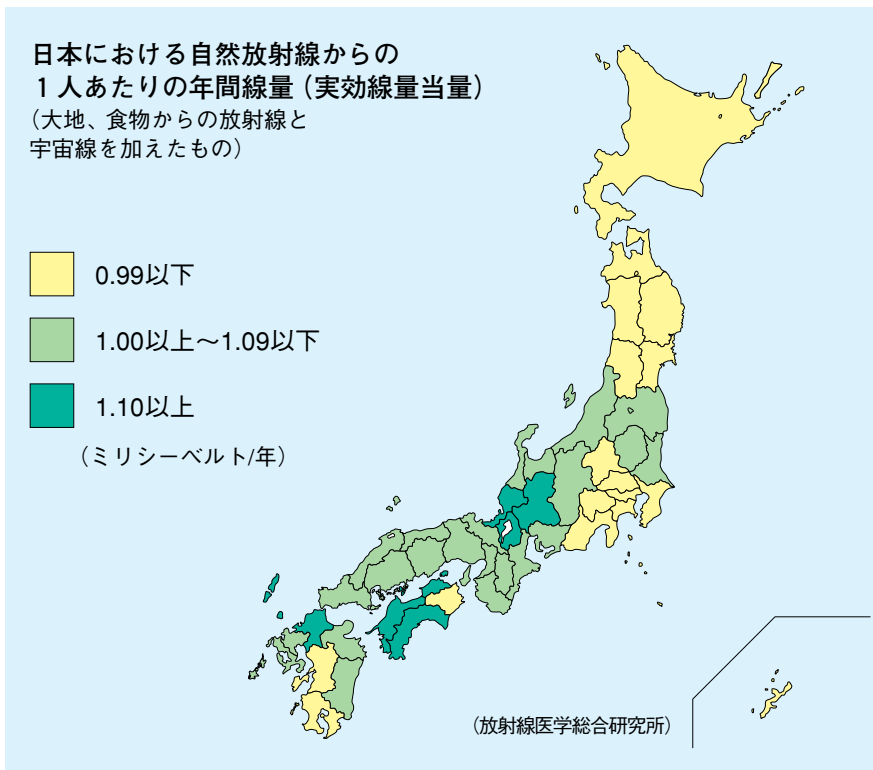 日本における自然放射線からの
1人あたりの年間線量(実効線量当量)
(大地、食物からの放射線と
宇宙線を加えたもの)
0.99以下
1.00以上〜1.09以下
1.10以上
(ミリシーベルト/年)
(放射線医学総合研究所)